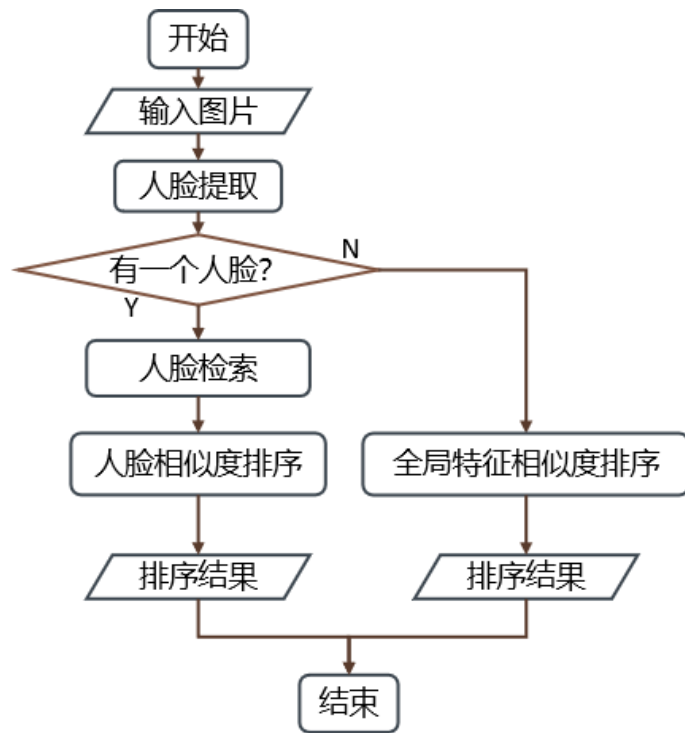 开始
输入图片
人脸提取
有一个人脸?
N
Y
人脸检索
人脸相似度排序
全局特征相似度排序
排序结果
排序结果
结束